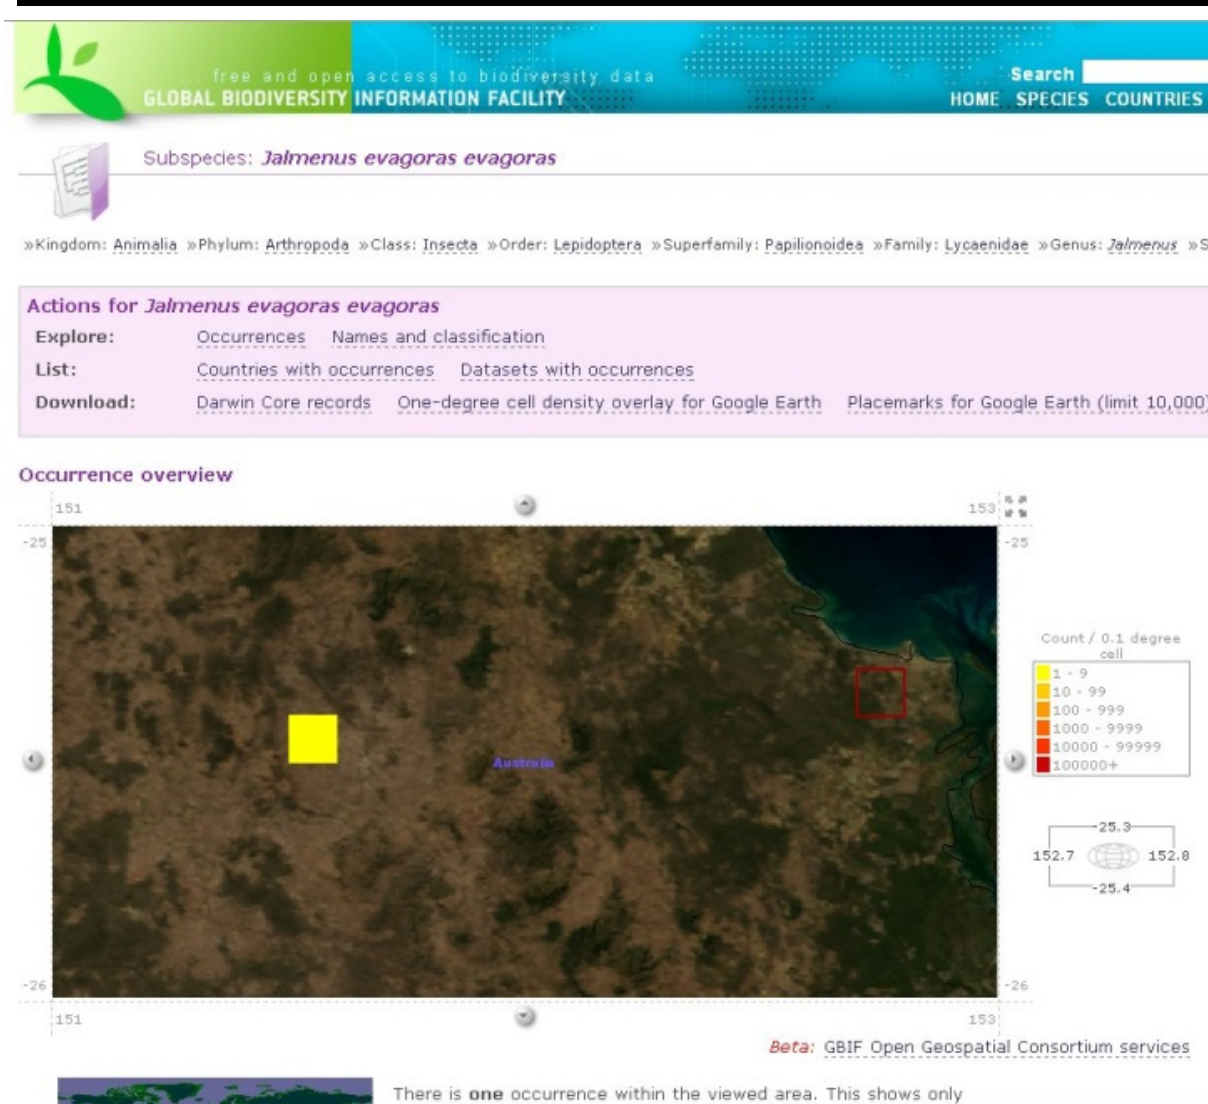 ... free and open access to biodiversity data
GLOBAL BIODIVERSITY INFORMATION FACILITY
Search
HOME SPECIES COUNTRIES
Subspecies: Jalmenus evagoras evagoras
»Kingdom: Animalia »Phylum: Arthropoda »Class: Insecta »Order: Lepidoptera »Superfamily: Papilionoidea »Family: Lycaenidae »Genus: Jalmenus »S
Actions for Jalmenus evagoras evagoras
Explore: Occurrences Names and classification
List: Countries with occurrences Datasets with occurrences
Download: Darwin Core records One-degree cell density overlay for Google Earth Placemarks for Google Earth (limit 10,000)
Occurrence overview
151 153
-25 -25
Count / 0.1 degree
cell
1 - 9
10 - 99
100 - 999
1000 - 9999
10000 - 99999
100000+
Australia
-25.3
152.7 152.8
-25.4
-26 -26
151 153
Beta: GBIF Open Geospatial Consortium services
There is one occurrence within the viewed area. This shows only